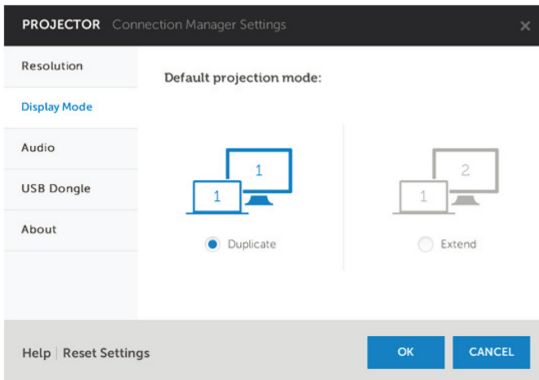 PROJECTOR Connection Manager Settings ×
Resolution
Default projection mode:
Display Mode
Audio
USB Dongle
About
1 1
1 2
Duplicate
Extend
Help | Reset Settings
OK
CANCEL